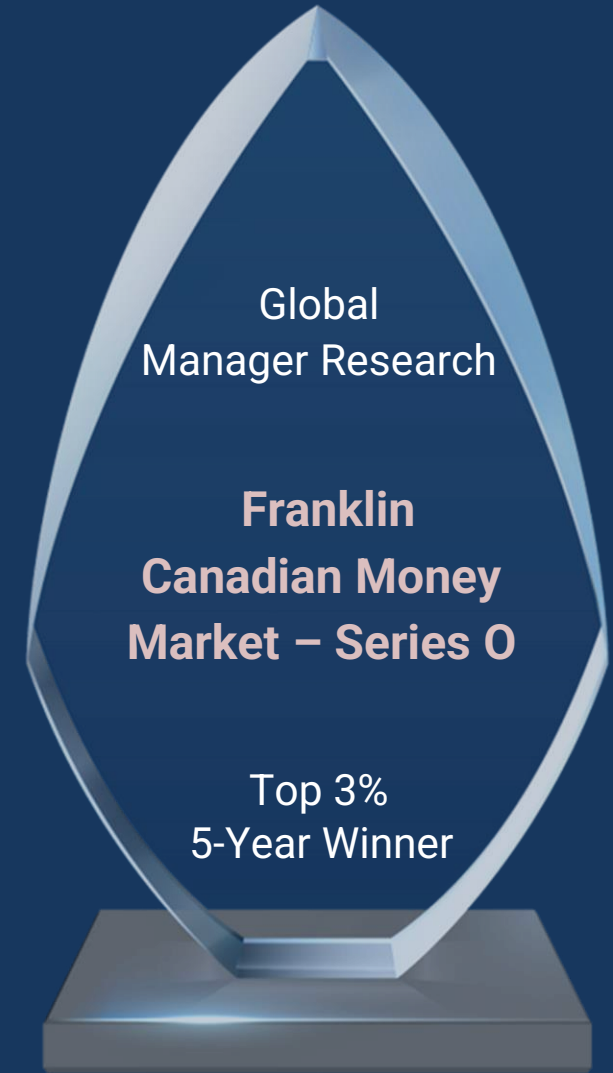 Global
Manager Research
Franklin
Canadian Money
Market – Series O
Top 3%
5-Year Winner